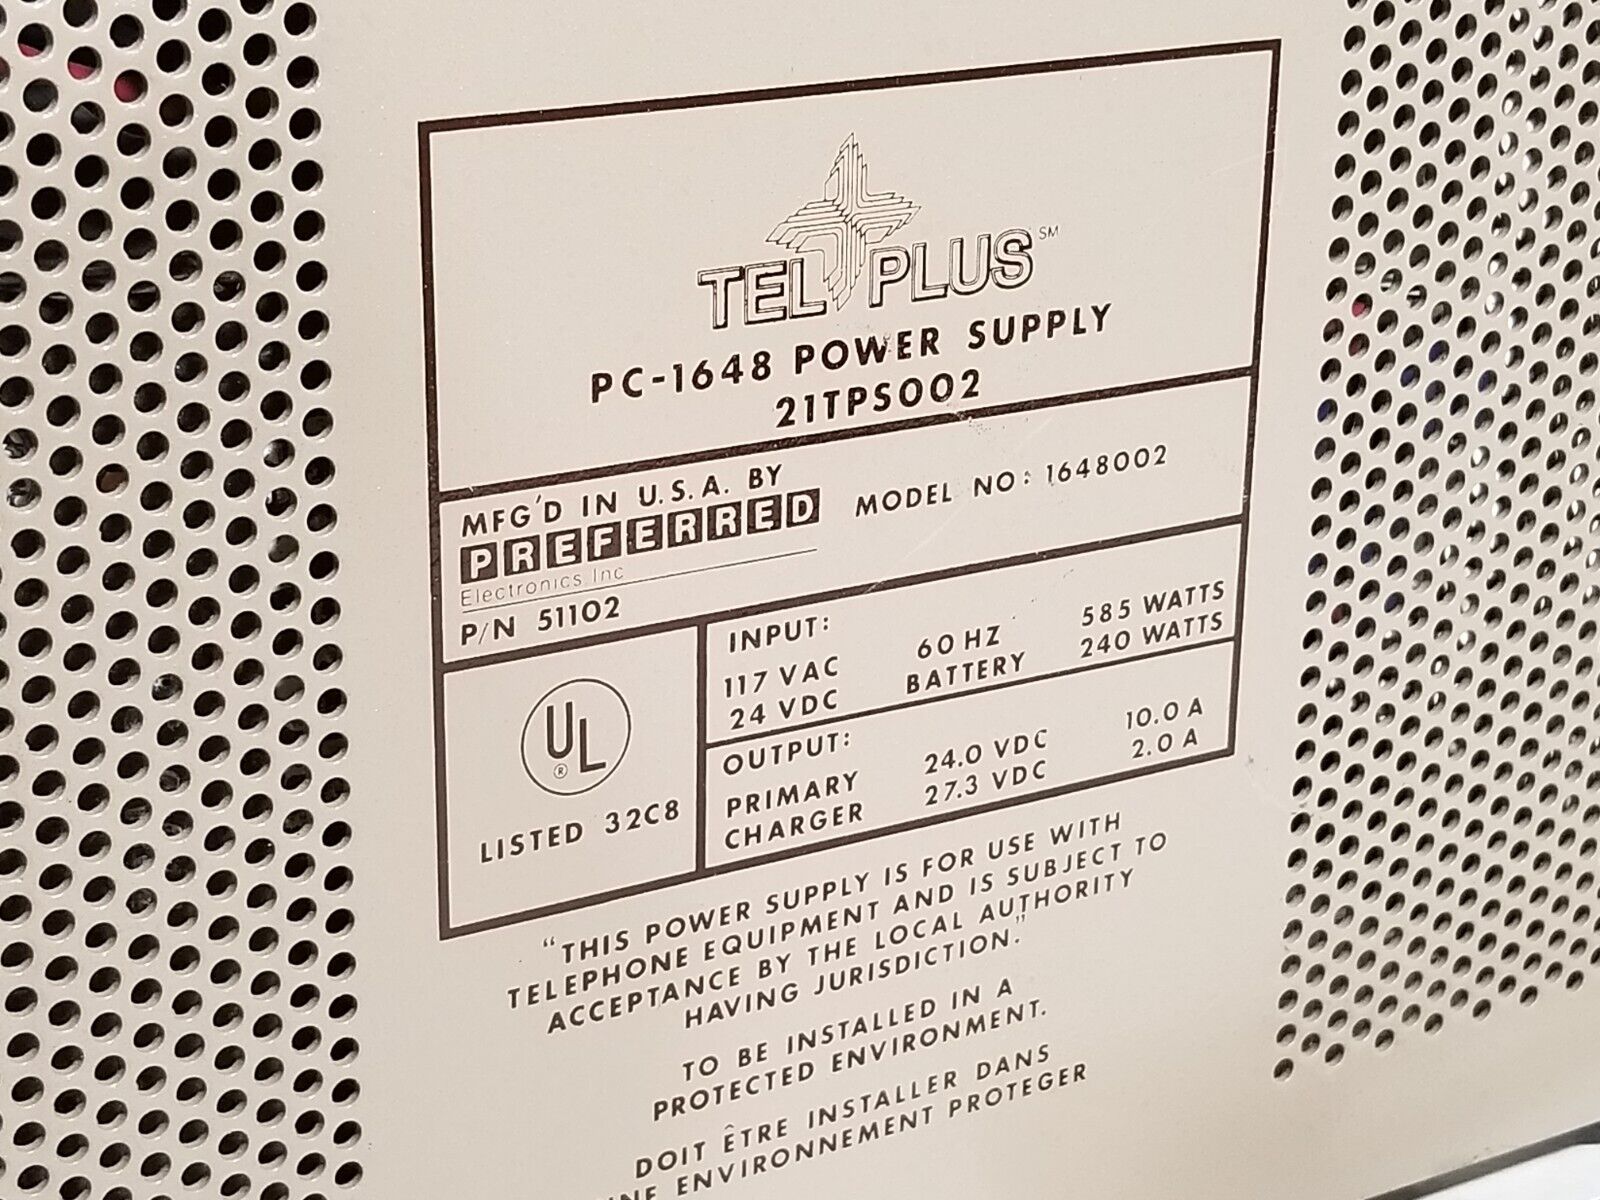 TEL PLUS SM
PC-1648 POWER SUPPLY
21TPS002
MFG'D IN U.S.A. BY
PREFERRED
Electronics Inc
P/N 51102
MODEL NO: 1648002
UL ®
LISTED 32C8
INPUT:
117 VAC 60 HZ 585 WATTS
24 VDC BATTERY 240 WATTS
OUTPUT:
PRIMARY 24.0 VDC 10.0 A
CHARGER 27.3 VDC 2.0 A
"THIS POWER SUPPLY IS FOR USE WITH
TELEPHONE EQUIPMENT AND IS SUBJECT TO
ACCEPTANCE BY THE LOCAL AUTHORITY
HAVING JURISDICTION."
TO BE INSTALLED IN A
PROTECTED ENVIRONMENT.
DOIT ÊTRE INSTALLER DANS
ENVIRONNEMENT PROTEGER